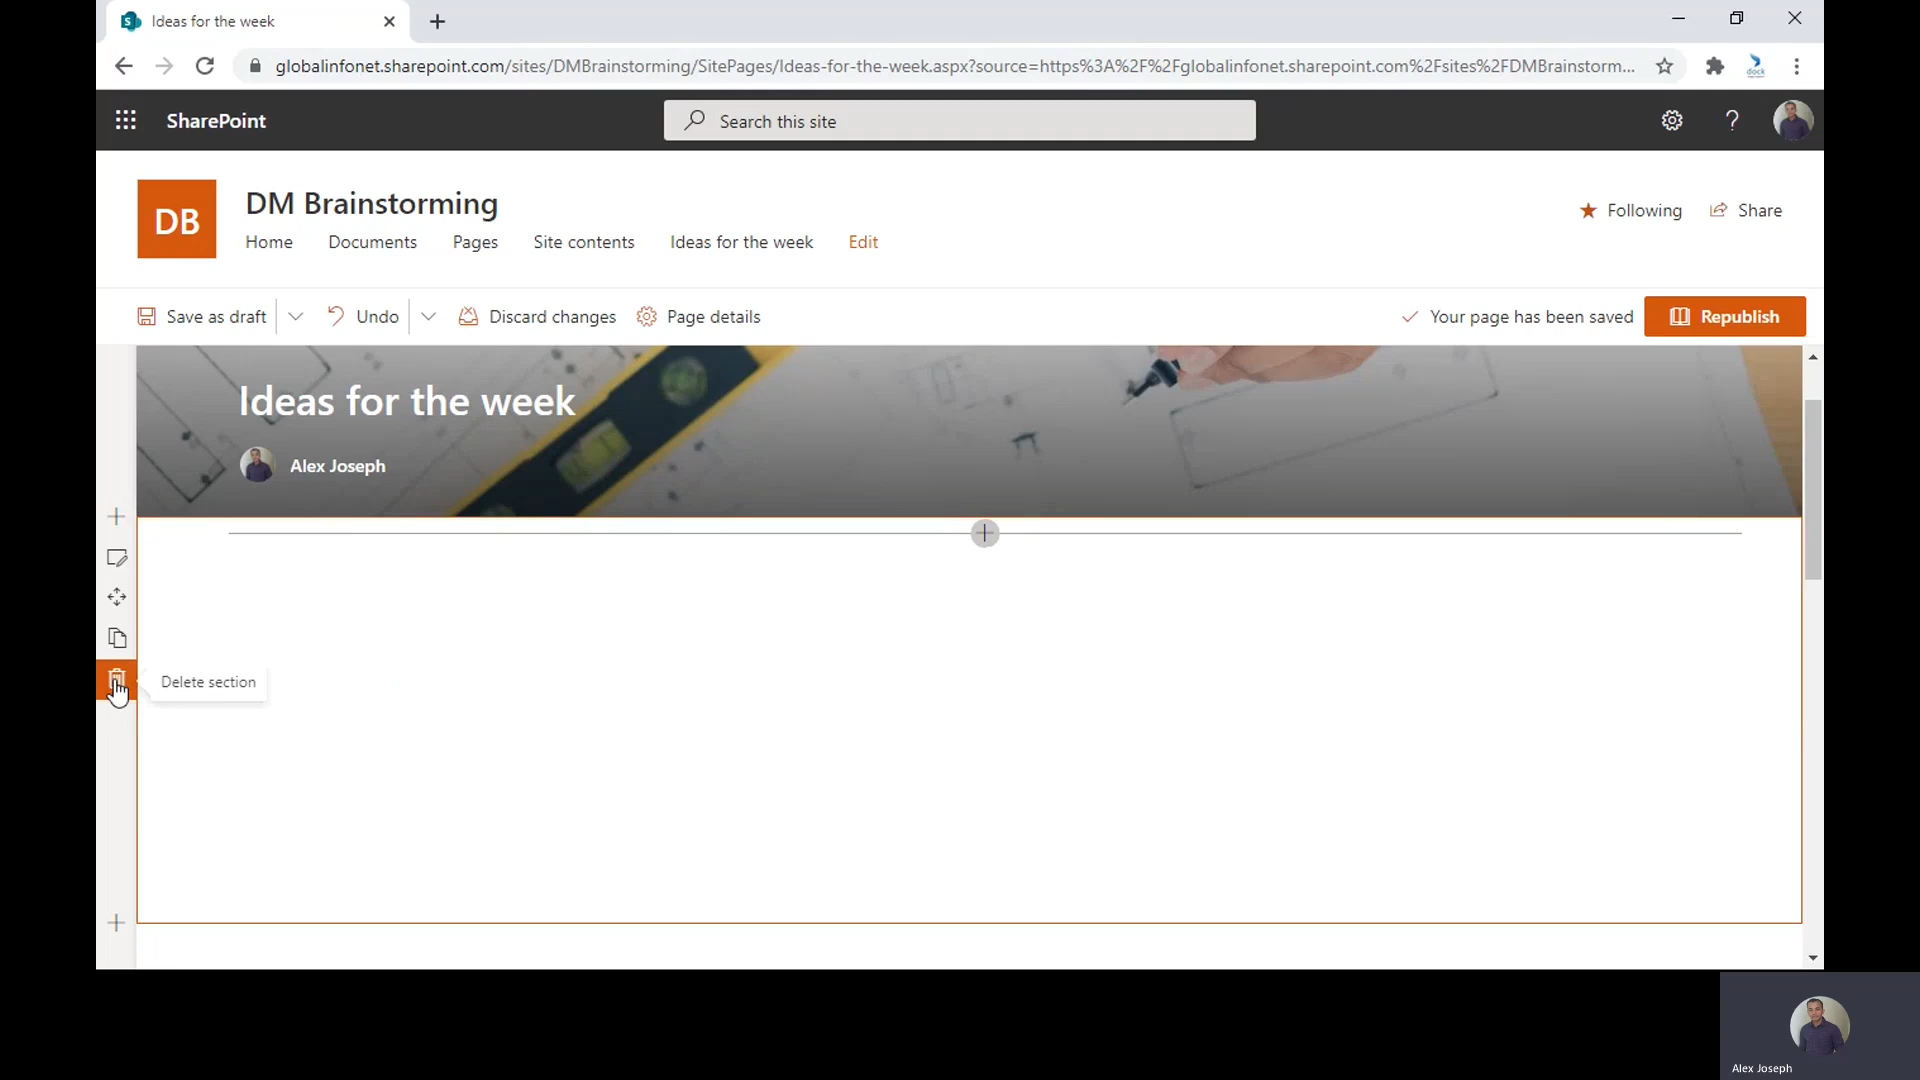 Ideas for the week
globalinfonet.sharepoint.com/sites/DMBrainstorming/SitePages/Ideas-for-the-week.aspx?source=https%3A%2F%2Fglobalinfonet.sharepoint.com%2Fsites%2FDMBrainstorm...
dock
SharePoint
Search this site
DB
DM Brainstorming
Following
Share
Home
Documents
Pages
Site contents
Ideas for the week
Edit
Save as draft
Undo
Discard changes
Page details
Your page has been saved
Republish
Ideas for the week
Alex Joseph
Delete section
Alex Joseph